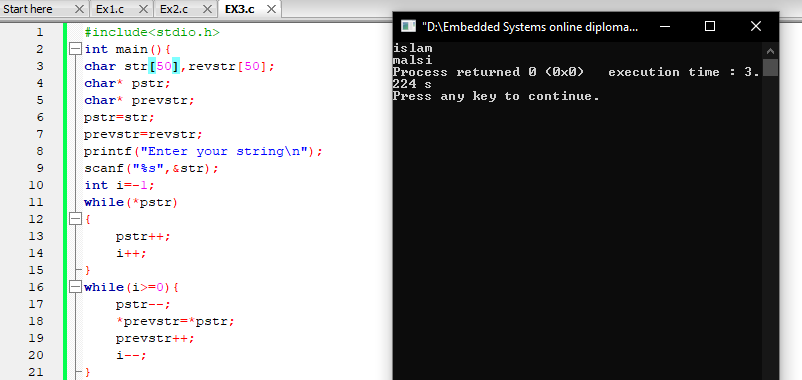 Start here Ex1.c Ex2.c EX3.c
1 #include<stdio.h>
2 int main(){
3 char str[50],revstr[50];
4 char* pstr;
5 char* prevstr;
6 pstr=str;
7 prevstr=revstr;
8 printf("Enter your string\n");
9 scanf("%s",&str);
10 int i=-1;
11 while(*pstr)
12 {
13 pstr++;
14 i++;
15 }
16 while(i>=0){
17 pstr--;
18 *prevstr=*pstr;
19 prevstr++;
20 i--;
21 }
"D:\Embedded Systems online diploma...
islam
malsi
Process returned 0 (0x0)   execution time : 3.
224 s
Press any key to continue.